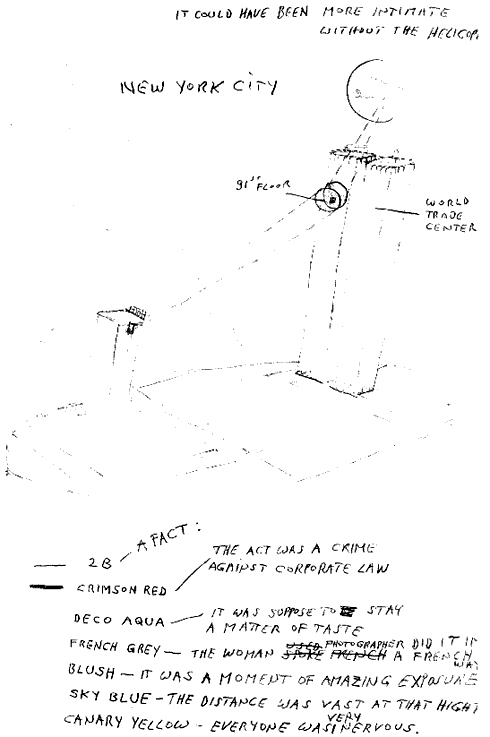 IT COULD HAVE BEEN MORE INTIMATE
WITHOUT THE HELICOP
NEW YORK CITY
91ST FLOOR
WORLD
TRADE
CENTER
A FACT:
2B
THE ACT WAS A CRIME
AGAINST CORPORATE LAW
CRIMSON RED
DECO AQUA — IT WAS SUPPOSE TO STAY
A MATTER OF TASTE
FRENCH GREY — THE WOMAN PHOTOGRAPHER DID IT IN
A FRENCH WAY
BLUSH — IT WAS A MOMENT OF AMAZING EXPOSURE
SKY BLUE - THE DISTANCE WAS VAST AT THAT HIGHT
CANARY YELLOW - EVERYONE WAS VERY NERVOUS.